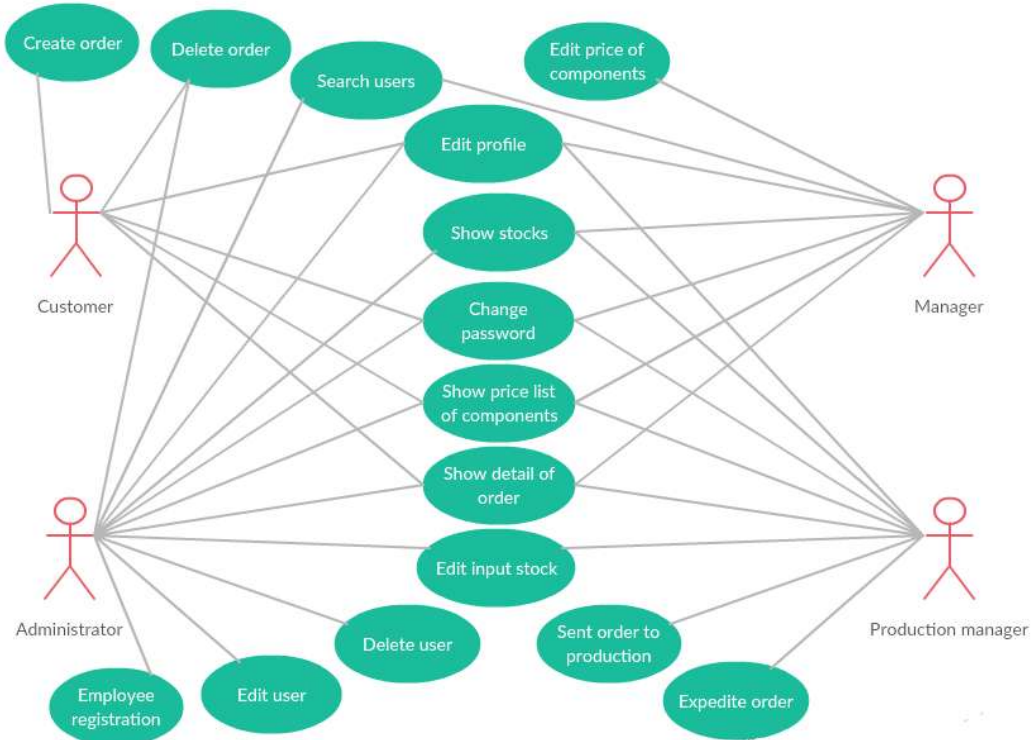 Create order
Delete order
Search users
Edit price of
components
Edit profile
Show stocks
Customer
Manager
Change
password
Show price list
of components
Show detail of
order
Edit input stock
Administrator
Production manager
Delete user
Sent order to
production
Employee
registration
Edit user
Expedite order